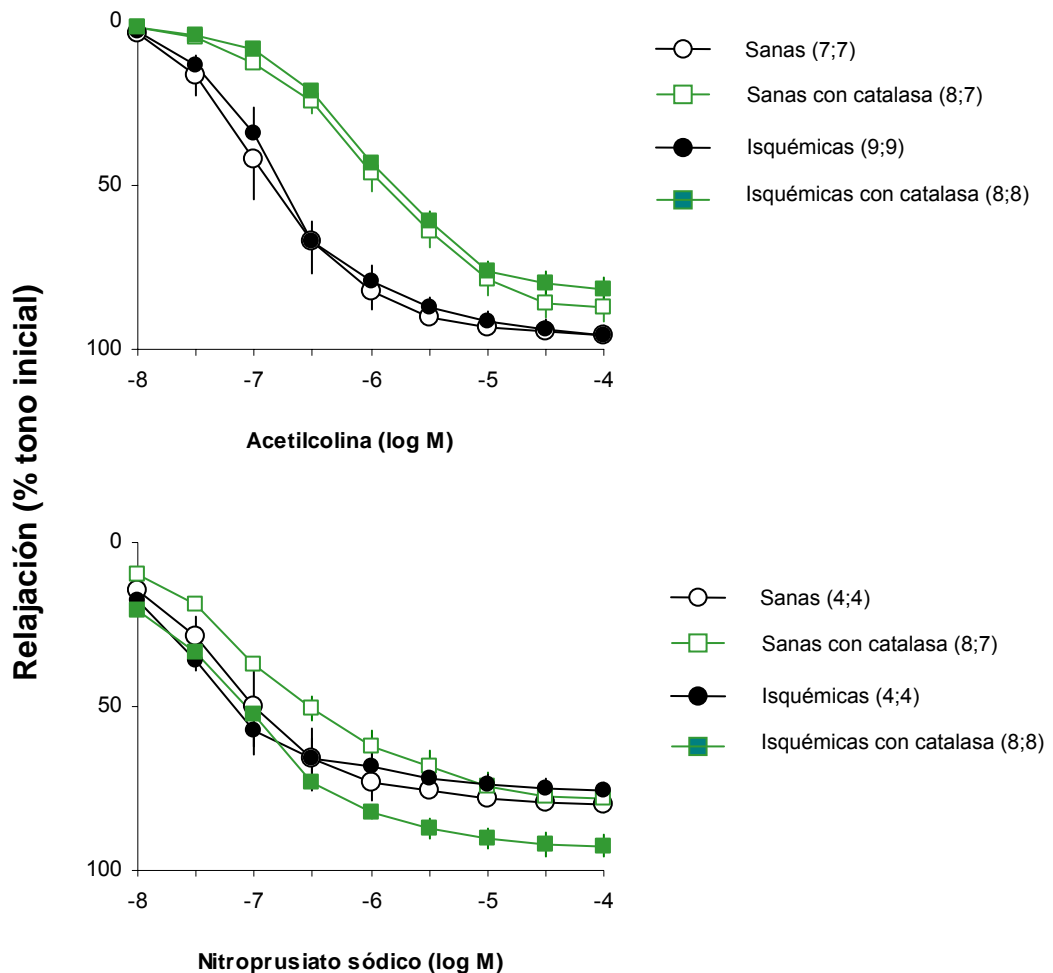 Relajación (% tono inicial)
0
50
100
-8 -7 -6 -5 -4
Acetilcolina (log M)
Sanas (7;7)
Sanas con catalasa (8;7)
Isquémicas (9;9)
Isquémicas con catalasa (8;8)
0
50
100
-8 -7 -6 -5 -4
Nitroprusiato sódico (log M)
Sanas (4;4)
Sanas con catalasa (8;7)
Isquémicas (4;4)
Isquémicas con catalasa (8;8)